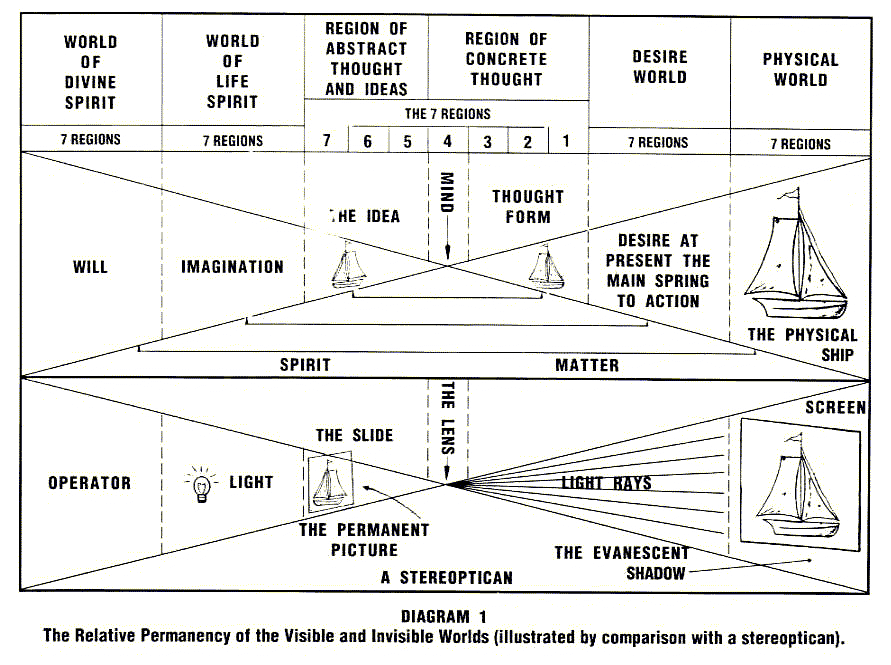 WORLD
OF
DIVINE
SPIRIT
WORLD
OF
LIFE
SPIRIT
REGION OF
ABSTRACT
THOUGHT
AND IDEAS
REGION OF
CONCRETE
THOUGHT
DESIRE
WORLD
PHYSICAL
WORLD
THE 7 REGIONS
7 REGIONS
7 REGIONS
7 6 5 4 3 2 1
7 REGIONS
7 REGIONS
MIND
THE IDEA
THOUGHT
FORM
WILL
IMAGINATION
DESIRE AT
PRESENT THE
MAIN SPRING
TO ACTION
THE PHYSICAL
SHIP
SPIRIT
MATTER
THE LENS
SCREEN
THE SLIDE
OPERATOR
LIGHT
LIGHT RAYS
THE PERMANENT
PICTURE
THE EVANESCENT
SHADOW
A STEREOPTICAN
DIAGRAM 1
The Relative Permanency of the Visible and Invisible Worlds (illustrated by comparison with a stereoptican).